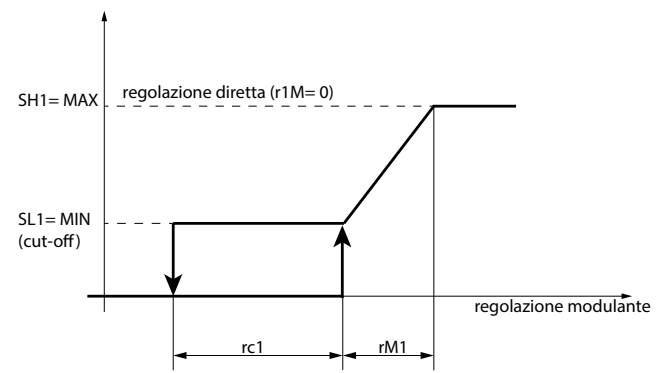 SH1= MAX
regolazione diretta (r1M= 0)
SL1= MIN
(cut-off)
regolazione modulante
rc1
rM1